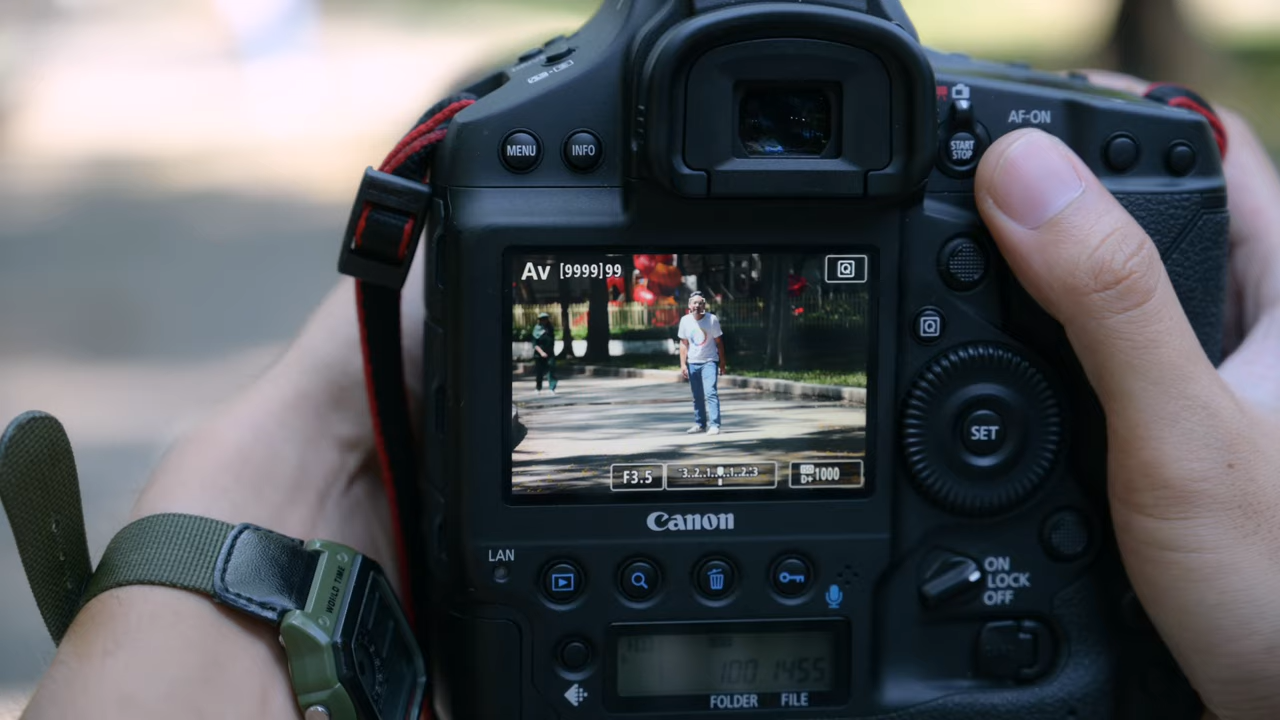 START
STOP
AF-ON
MENU
INFO
Av [9999]99
Q
Q
SET
F3.5
3..2..1..0..1..2..3
ISO
D+ 1000
Canon
LAN
ON
LOCK
OFF
WORLD TIME
100 1455
FOLDER FILE